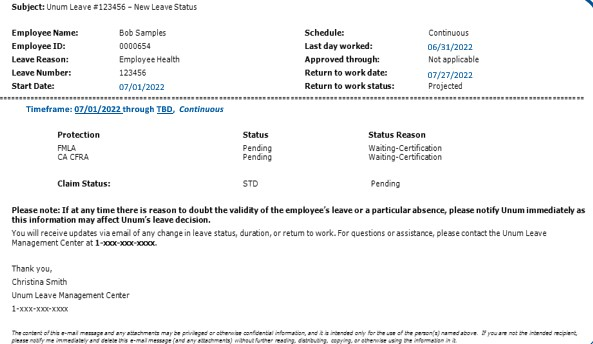 Subject: Unum Leave #123456 – New Leave Status
Employee Name: Bob Samples Schedule: Continuous
Employee ID: 0000654 Last day worked: 06/31/2022
Leave Reason: Employee Health Approved through: Not applicable
Leave Number: 123456 Return to work date: 07/27/2022
Start Date: 07/01/2022 Return to work status: Projected
Timeframe: 07/01/2022 through TBD, Continuous
Protection Status Status Reason
FMLA Pending Waiting-Certification
CA CFRA Pending Waiting-Certification
Claim Status: STD Pending
Please note: If at any time there is reason to doubt the validity of the employee's leave or a particular absence, please notify Unum immediately as
this information may affect Unum's leave decision.
You will receive updates via email of any change in leave status, duration, or return to work. For questions or assistance, please contact the Unum Leave
Management Center at 1-xxx-xxx-xxxx.
Thank you,
Christina Smith
Unum Leave Management Center
1-xxx-xxx-xxxx
The content of this e-mail message and any attachments may be privileged or otherwise confidential information, and it is intended only for the use of the person(s) named above. If you are not the intended recipient,
please notify me immediately and delete this e-mail message (and any attachments) without further reading, distributing, copying, or otherwise using the information in it.